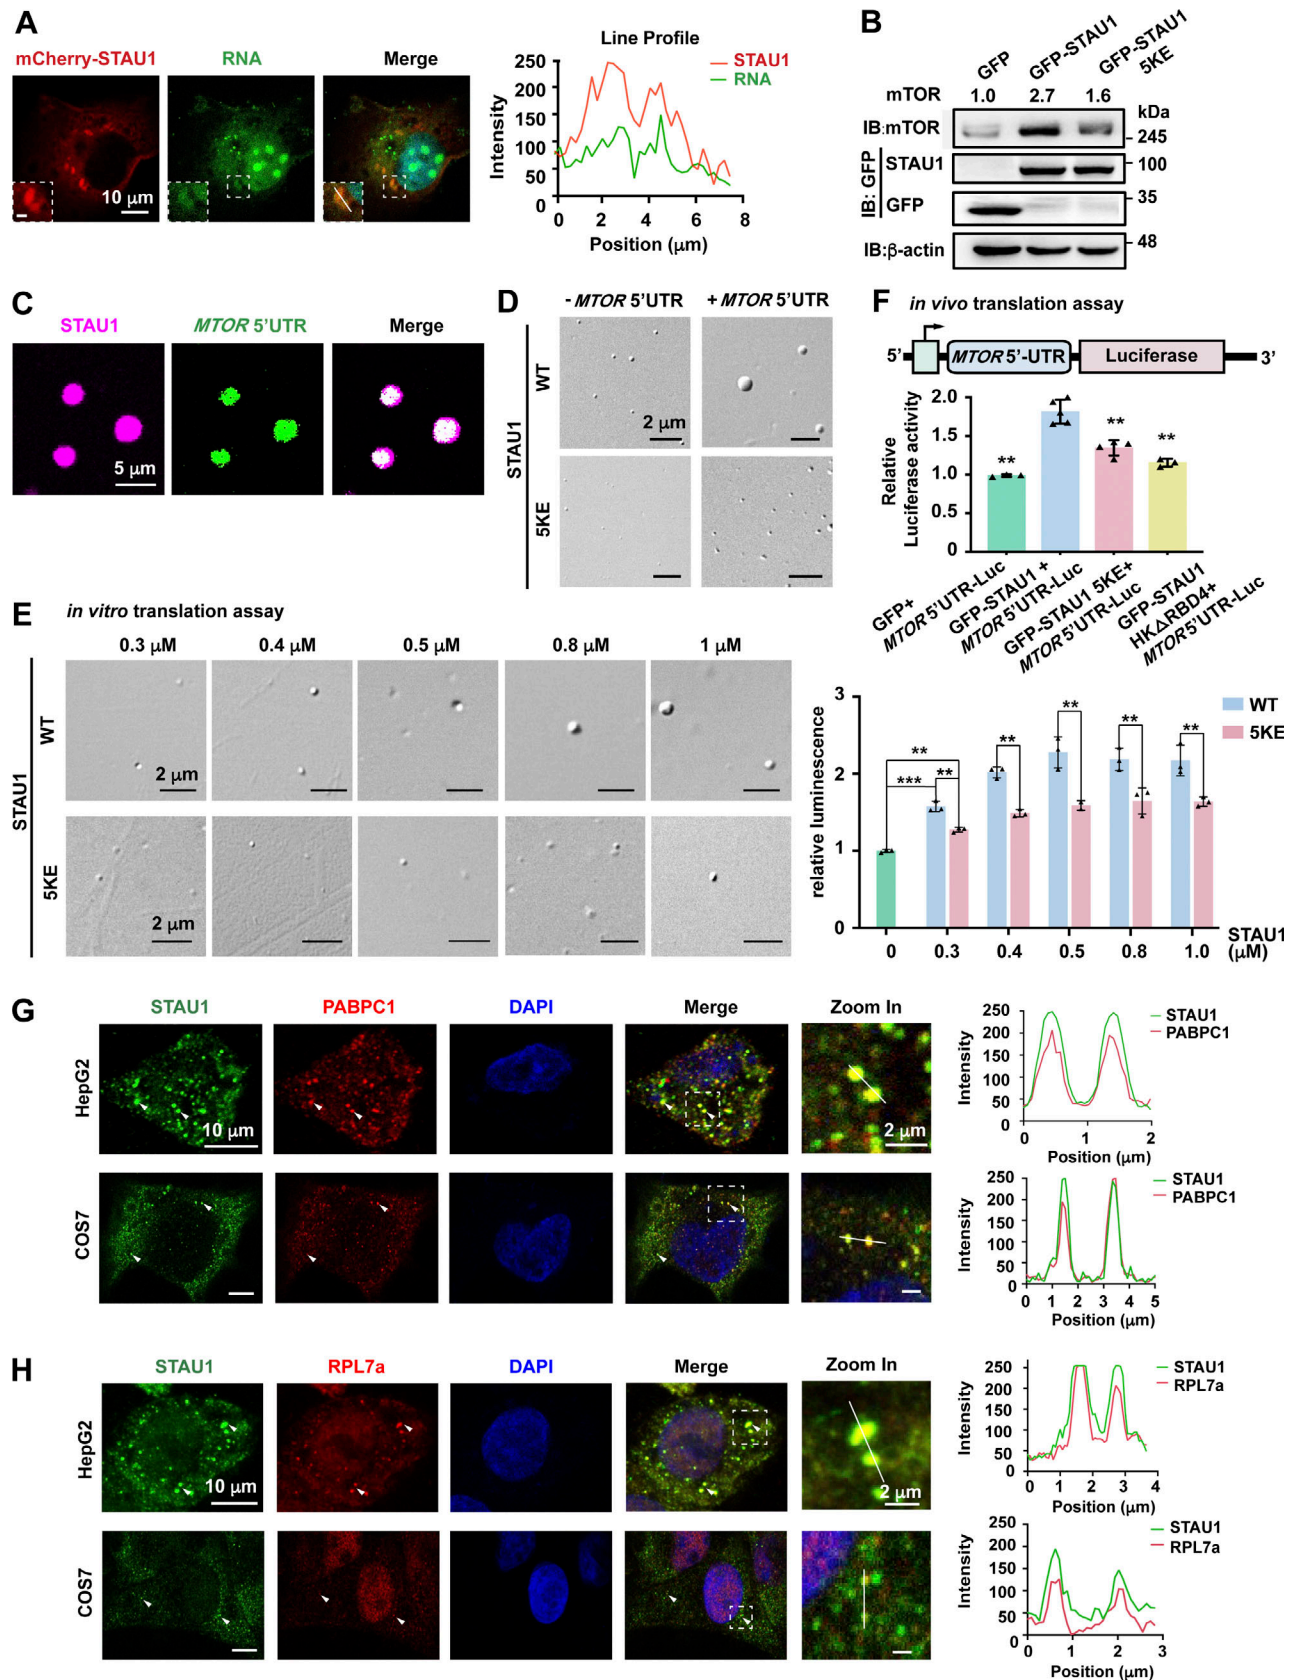 A
mCherry-STAU1
RNA
Merge
10 μm
Line Profile
STAU1
RNA
Intensity
250
200
150
100
50
0
0 2 4 6 8
Position (μm)
B
GFP
GFP-STAU1
GFP-STAU1
5KE
mTOR 1.0 2.7 1.6
kDa
IB:mTOR
245
IB: GFP
STAU1
100
GFP
35
IB:β-actin
48
C
STAU1
MTOR 5'UTR
Merge
5 μm
D
- MTOR 5'UTR
+ MTOR 5'UTR
STAU1
WT
2 μm
5KE
F
in vivo translation assay
5'
MTOR 5'-UTR
Luciferase
3'
Relative
Luciferase activity
2.0
1.5
1.0
0.5
0
**
**
**
GFP+
MTOR 5'UTR-Luc
GFP-STAU1 +
MTOR 5'UTR-Luc
GFP-STAU1 5KE+
MTOR 5'UTR-Luc
GFP-STAU1
HKΔRBD4+
MTOR 5'UTR-Luc
E
in vitro translation assay
0.3 μM
0.4 μM
0.5 μM
0.8 μM
1 μM
STAU1
WT
2 μm
5KE
2 μm
relative luminescence
3
2
1
0
WT
5KE
**
***
**
**
**
**
**
0 0.3 0.4 0.5 0.8 1.0
STAU1
(μM)
G
STAU1
PABPC1
DAPI
Merge
Zoom In
HepG2
10 μm
2 μm
COS7
STAU1
PABPC1
Intensity
250
200
150
100
50
0
0 1 2
Position (μm)
STAU1
PABPC1
Intensity
250
200
150
100
50
0
0 1 2 3 4 5
Position (μm)
H
STAU1
RPL7a
DAPI
Merge
Zoom In
HepG2
10 μm
2 μm
COS7
STAU1
RPL7a
Intensity
250
200
150
100
50
0
0 1 2 3 4
Position (μm)
STAU1
RPL7a
Intensity
250
200
150
100
50
0
0 1 2 3
Position (μm)